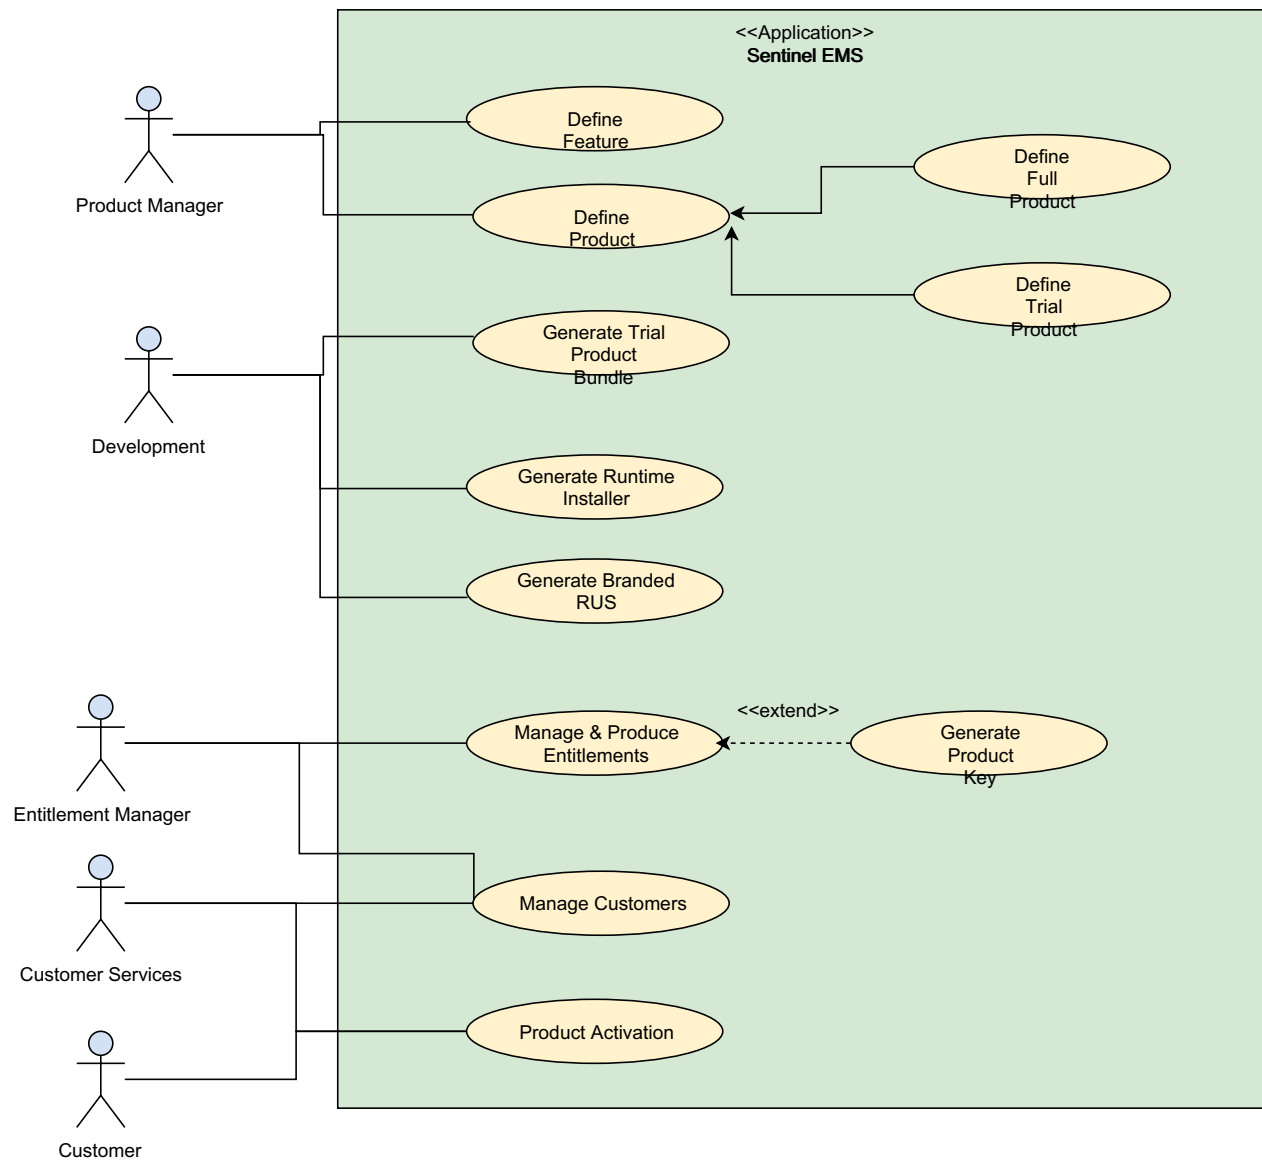 <<Application>>
Sentinel EMS
Define
Feature
Define
Full
Product
Product Manager
Define
Product
Define
Trial
Product
Generate Trial
Product
Bundle
Development
Generate Runtime
Installer
Generate Branded
RUS
<<extend>>
Manage & Produce
Entitlements
Generate
Product
Key
Entitlement Manager
Manage Customers
Customer Services
Product Activation
Customer